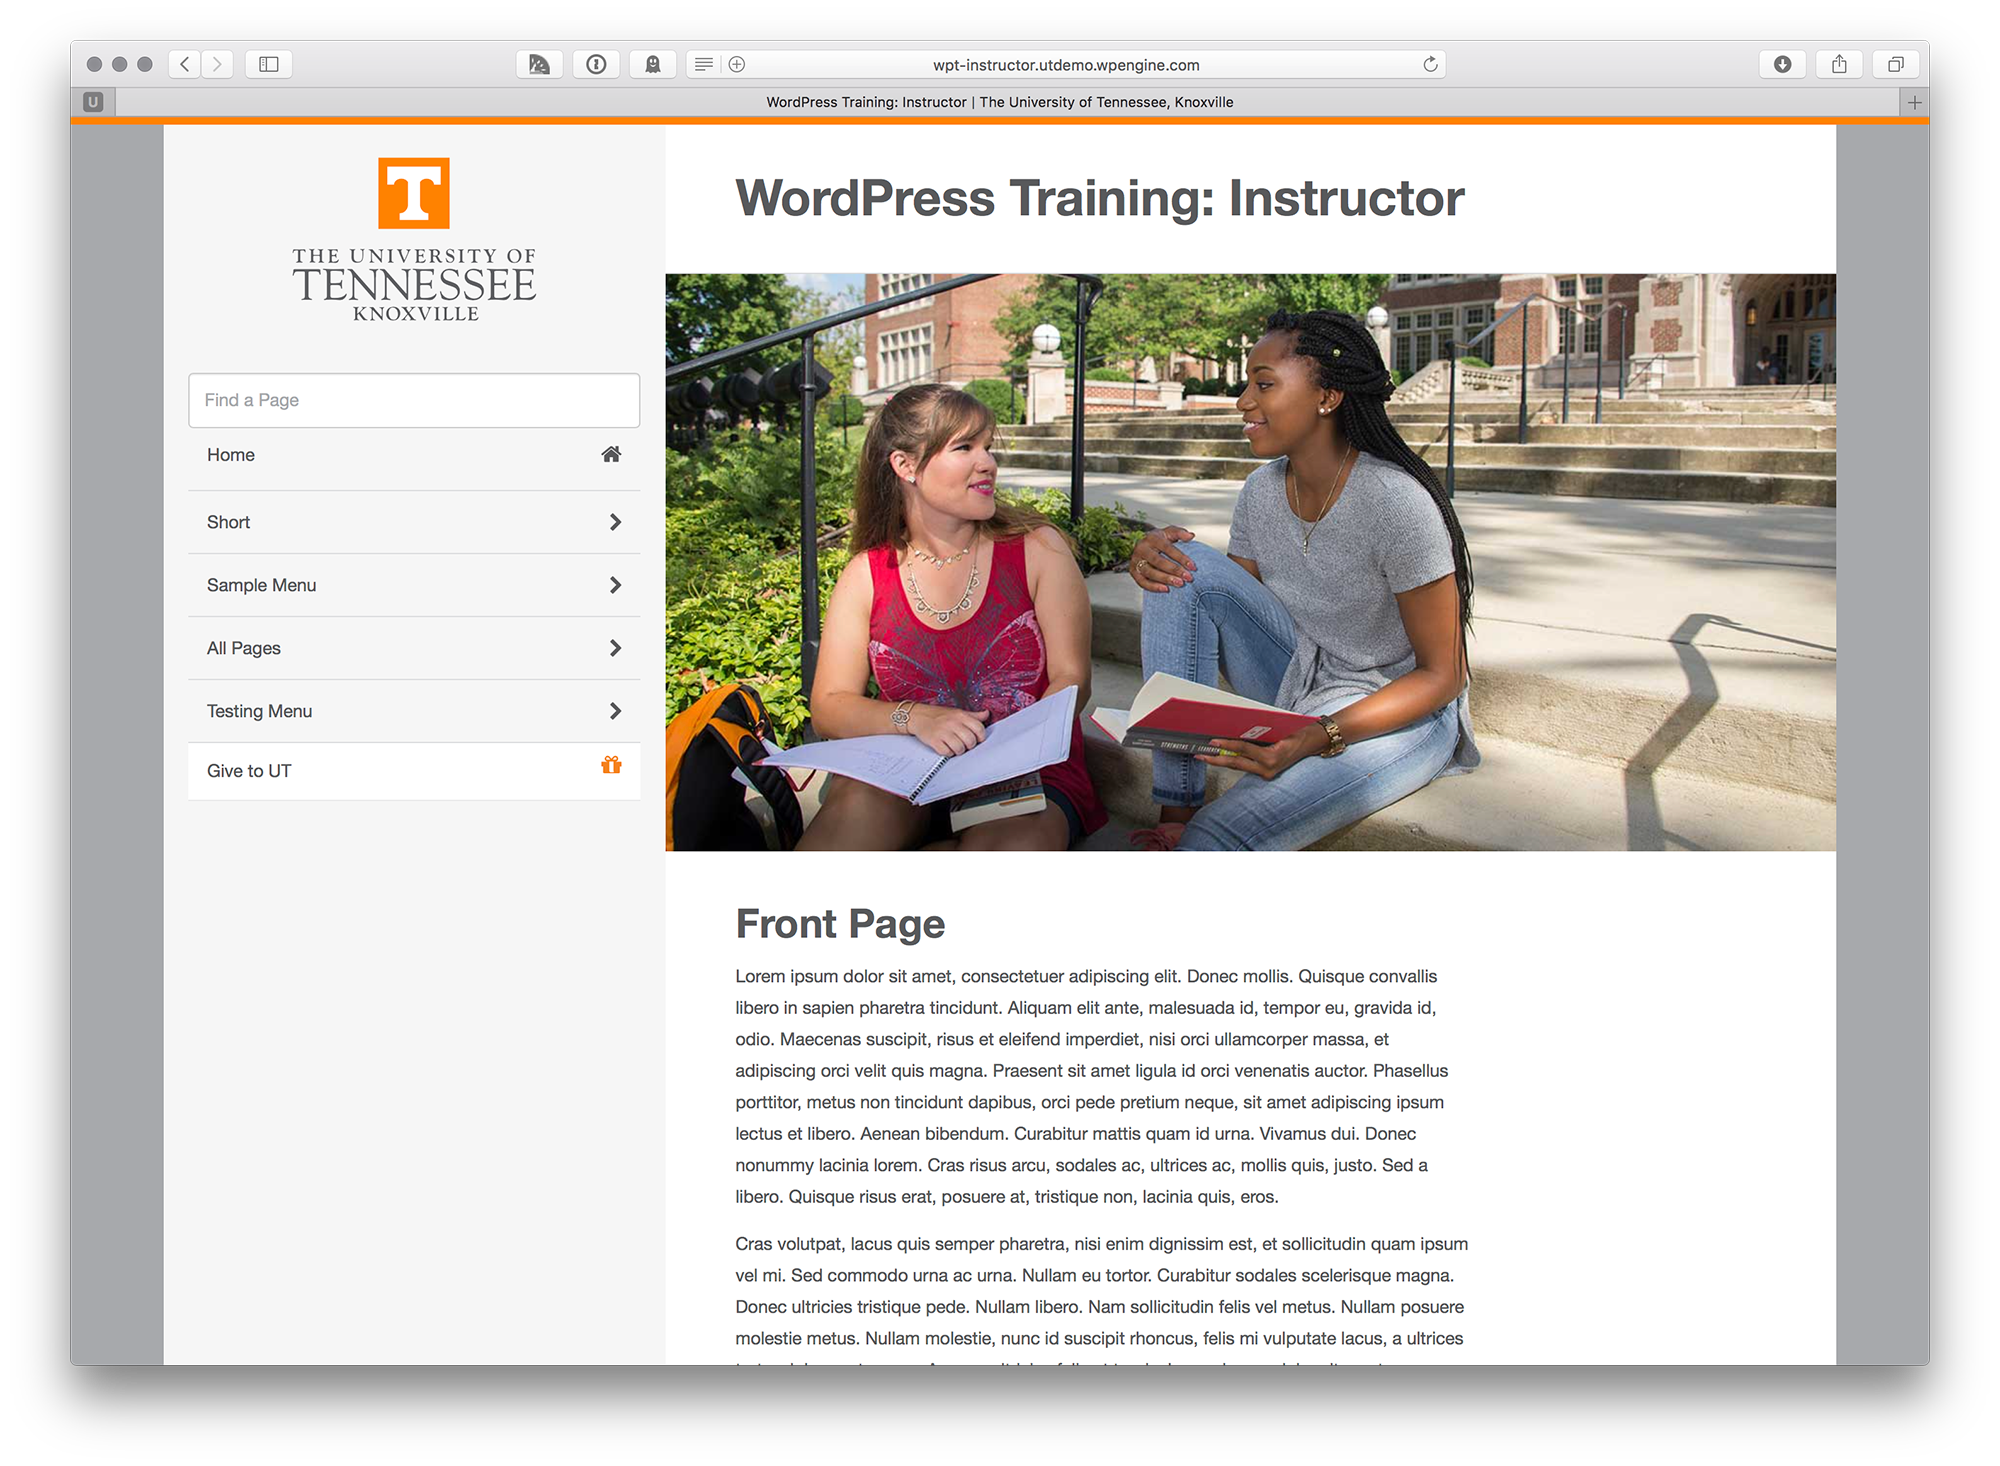 wpt-instructor.utdemo.wpengine.com
U
WordPress Training: Instructor | The University of Tennessee, Knoxville
T
THE UNIVERSITY OF
TENNESSEE
KNOXVILLE
Find a Page
Home
Short
Sample Menu
All Pages
Testing Menu
Give to UT
WordPress Training: Instructor
STRENGTHS
Front Page
Lorem ipsum dolor sit amet, consectetuer adipiscing elit. Donec mollis. Quisque convallis
libero in sapien pharetra tincidunt. Aliquam elit ante, malesuada id, tempor eu, gravida id,
odio. Maecenas suscipit, risus et eleifend imperdiet, nisi orci ullamcorper massa, et
adipiscing orci velit quis magna. Praesent sit amet ligula id orci venenatis auctor. Phasellus
porttitor, metus non tincidunt dapibus, orci pede pretium neque, sit amet adipiscing ipsum
lectus et libero. Aenean bibendum. Curabitur mattis quam id urna. Vivamus dui. Donec
nonummy lacinia lorem. Cras risus arcu, sodales ac, ultrices ac, mollis quis, justo. Sed a
libero. Quisque risus erat, posuere at, tristique non, lacinia quis, eros.
Cras volutpat, lacus quis semper pharetra, nisi enim dignissim est, et sollicitudin quam ipsum
vel mi. Sed commodo urna ac urna. Nullam eu tortor. Curabitur sodales scelerisque magna.
Donec ultricies tristique pede. Nullam libero. Nam sollicitudin felis vel metus. Nullam posuere
molestie metus. Nullam molestie, nunc id suscipit rhoncus, felis mi vulputate lacus, a ultrices